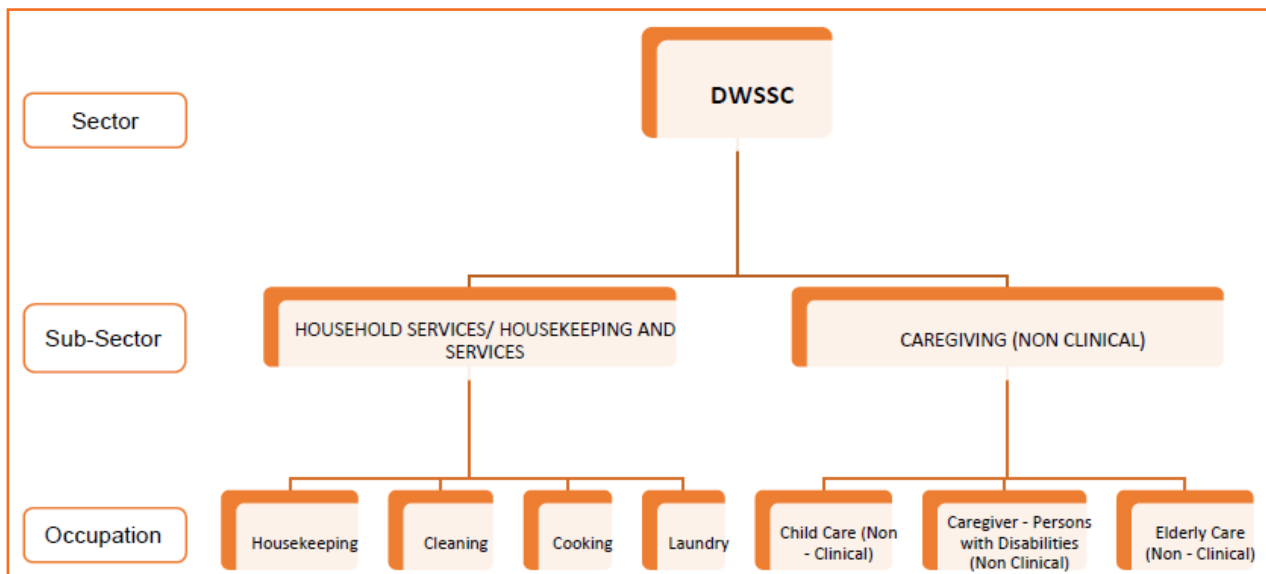 DWSSC
Sector
HOUSEHOLD SERVICES/ HOUSEKEEPING AND
SERVICES
CAREGIVING (NON CLINICAL)
Sub-Sector
Housekeeping
Cleaning
Cooking
Laundry
Child Care (Non
- Clinical)
Caregiver - Persons
with Disabilities
(Non Clinical)
Elderly Care
(Non - Clinical)
Occupation